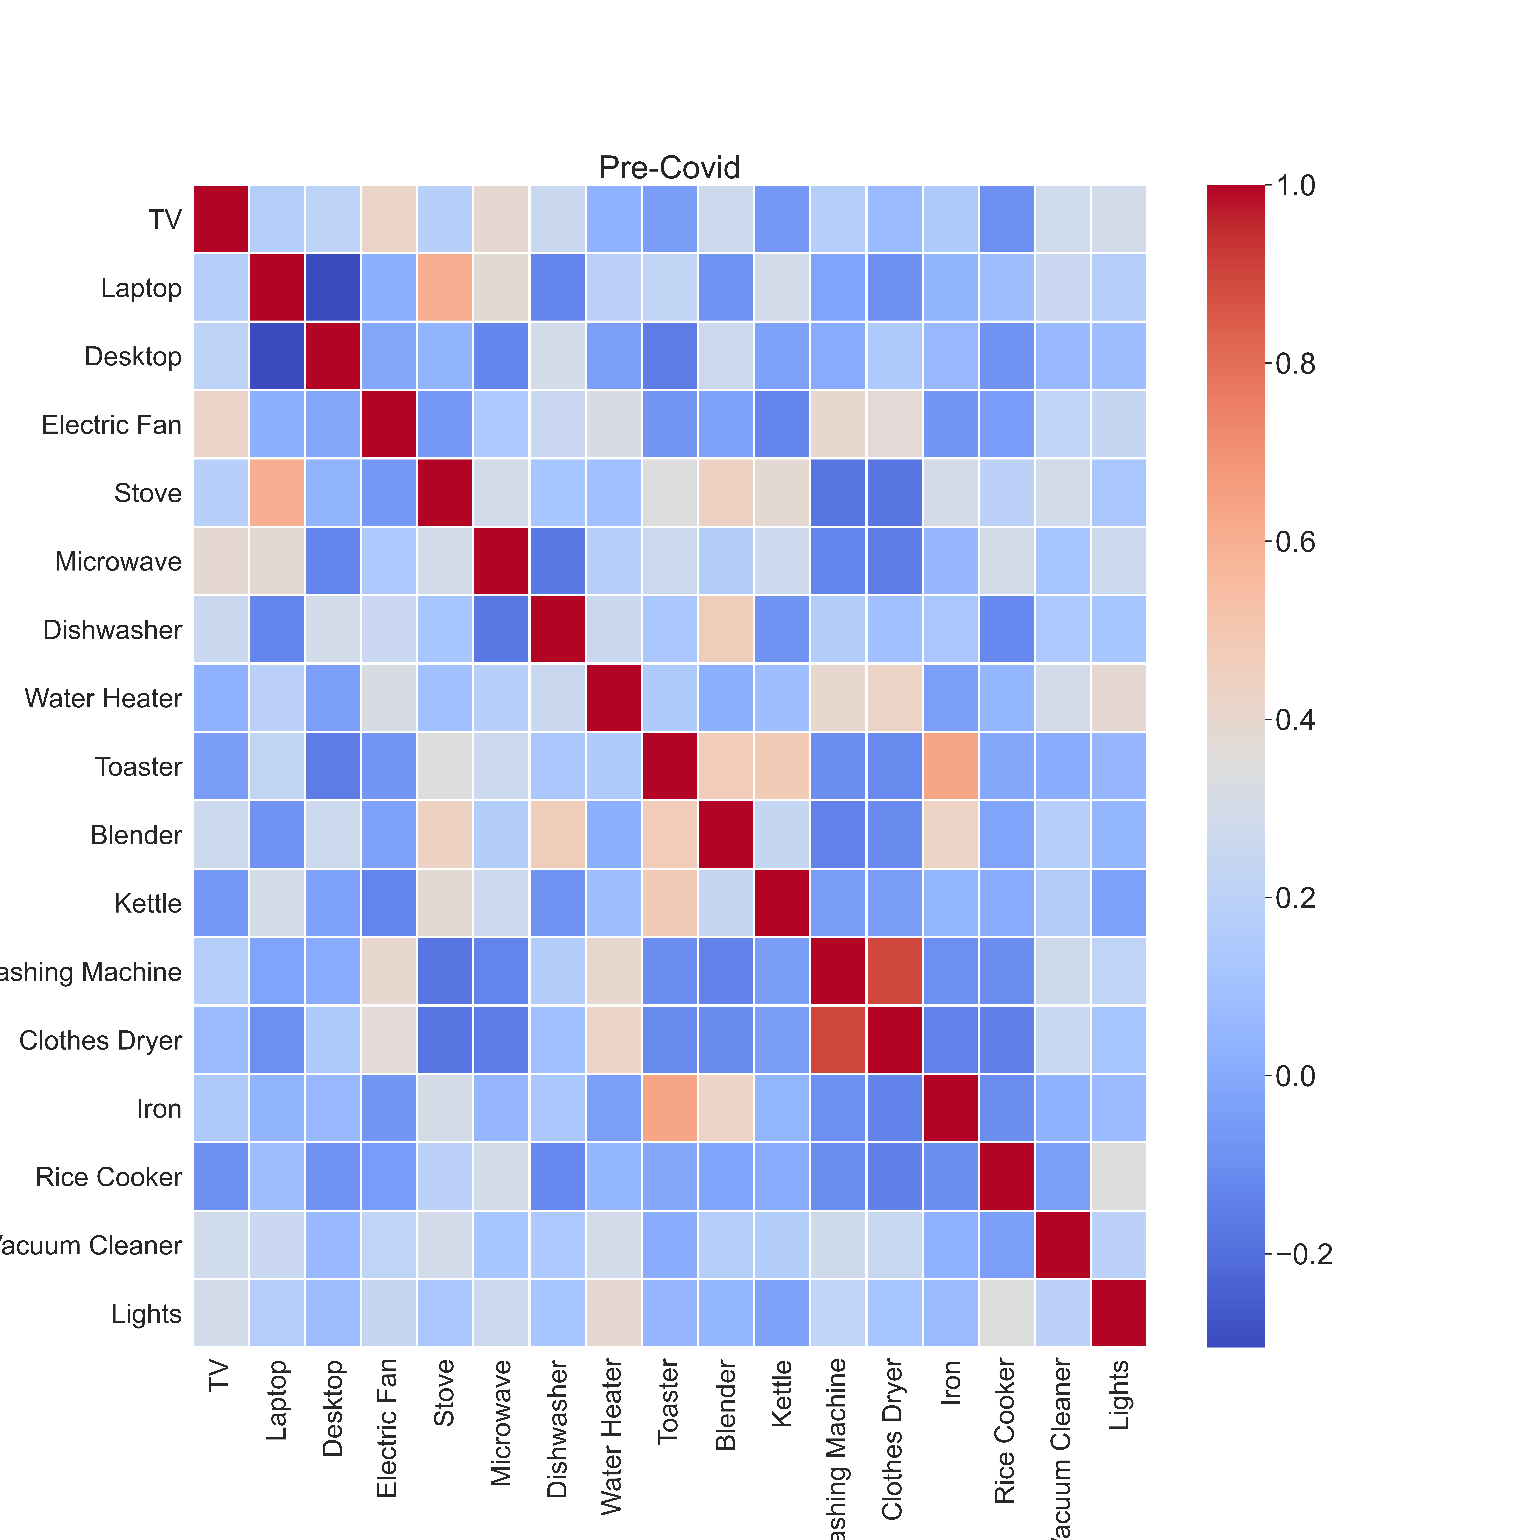 Pre-Covid
TV
Laptop
Desktop
Electric Fan
Stove
Microwave
Dishwasher
Water Heater
Toaster
Blender
Kettle
ashing Machine
Clothes Dryer
Iron
Rice Cooker
Vacuum Cleaner
Lights
TV
Laptop
Desktop
Electric Fan
Stove
Microwave
Dishwasher
Water Heater
Toaster
Blender
Kettle
ashing Machine
Clothes Dryer
Iron
Rice Cooker
Vacuum Cleaner
Lights
1.0
0.8
0.6
0.4
0.2
0.0
−0.2